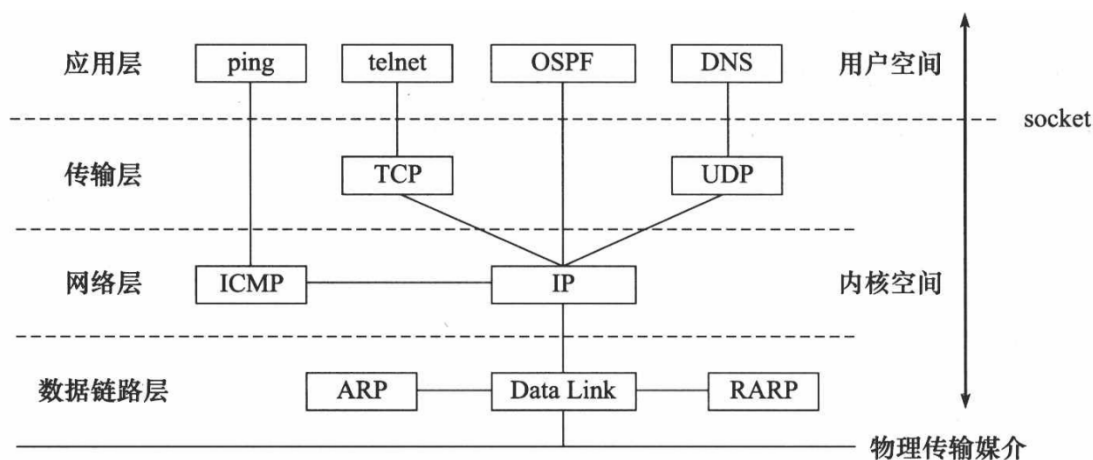 应用层 ping telnet OSPF DNS 用户空间
socket
传输层 TCP UDP
网络层 ICMP IP 内核空间
数据链路层 ARP Data Link RARP
物理传输媒介